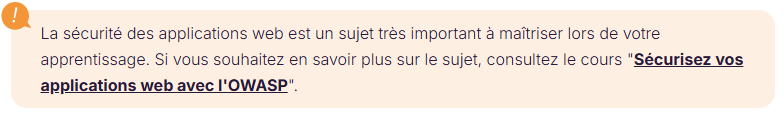 !
La sécurité des applications web est un sujet très important à maîtriser lors de votre
apprentissage. Si vous souhaitez en savoir plus sur le sujet, consultez le cours "Sécurisez vos
applications web avec l'OWASP".